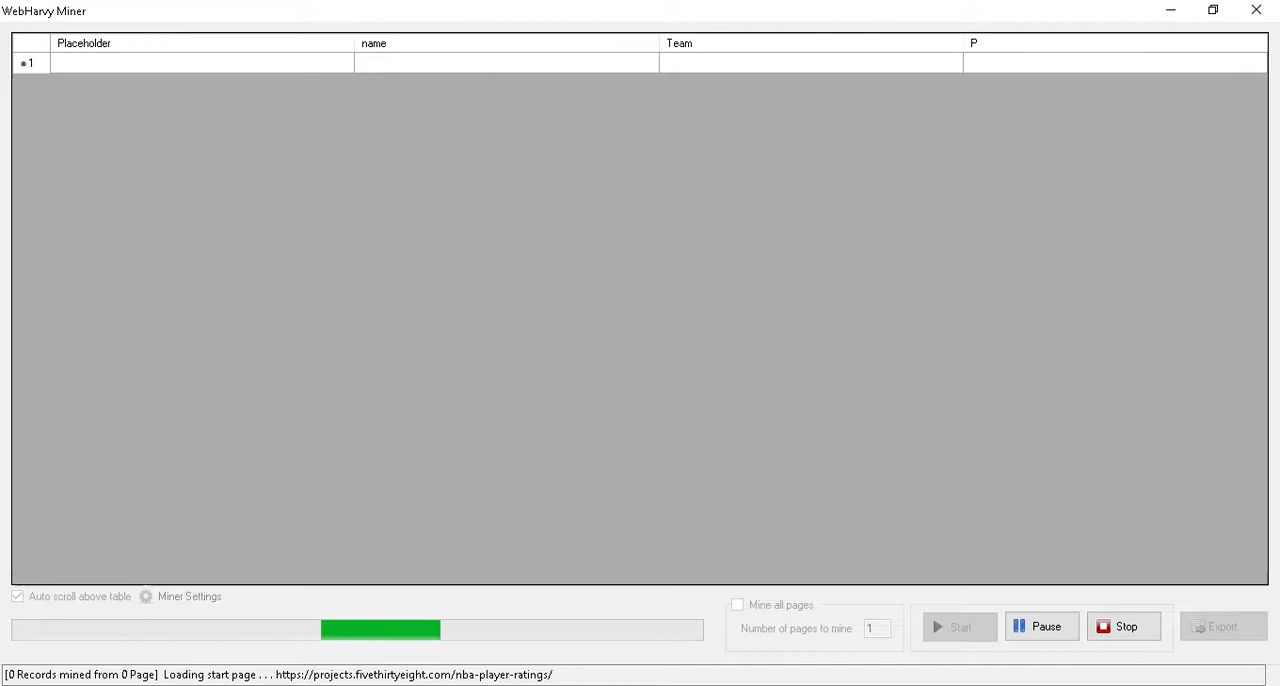 WebHarvy Miner
Placeholder name Team P
1
Auto scroll above table Miner Settings
Mine all pages
Number of pages to mine 1
Start Pause Stop Export
[0 Records mined from 0 Page] Loading start page . . . https://projects.fivethirtyeight.com/nba-player-ratings/